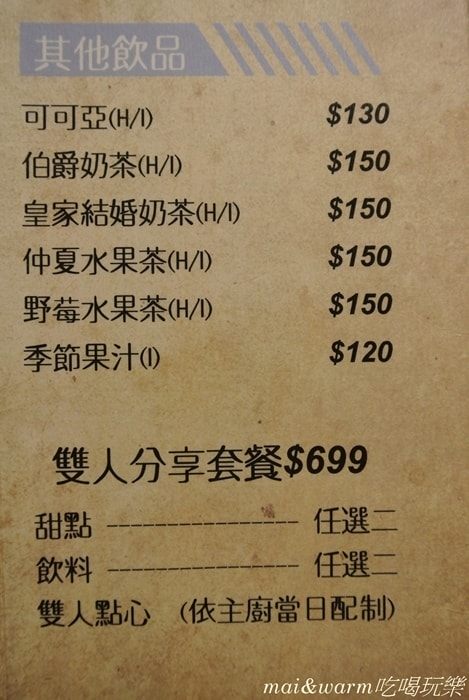 其他飲品
可可亞(H/I) $130
伯爵奶茶(H/I) $150
皇家結婚奶茶(H/I) $150
仲夏水果茶(H/I) $150
野莓水果茶(H/I) $150
季節果汁(I) $120
雙人分享套餐$699
甜點 ---------------- 任選二
飲料 ---------------- 任選二
雙人點心 (依主廚當日配制)
mai&warm吃喝玩樂